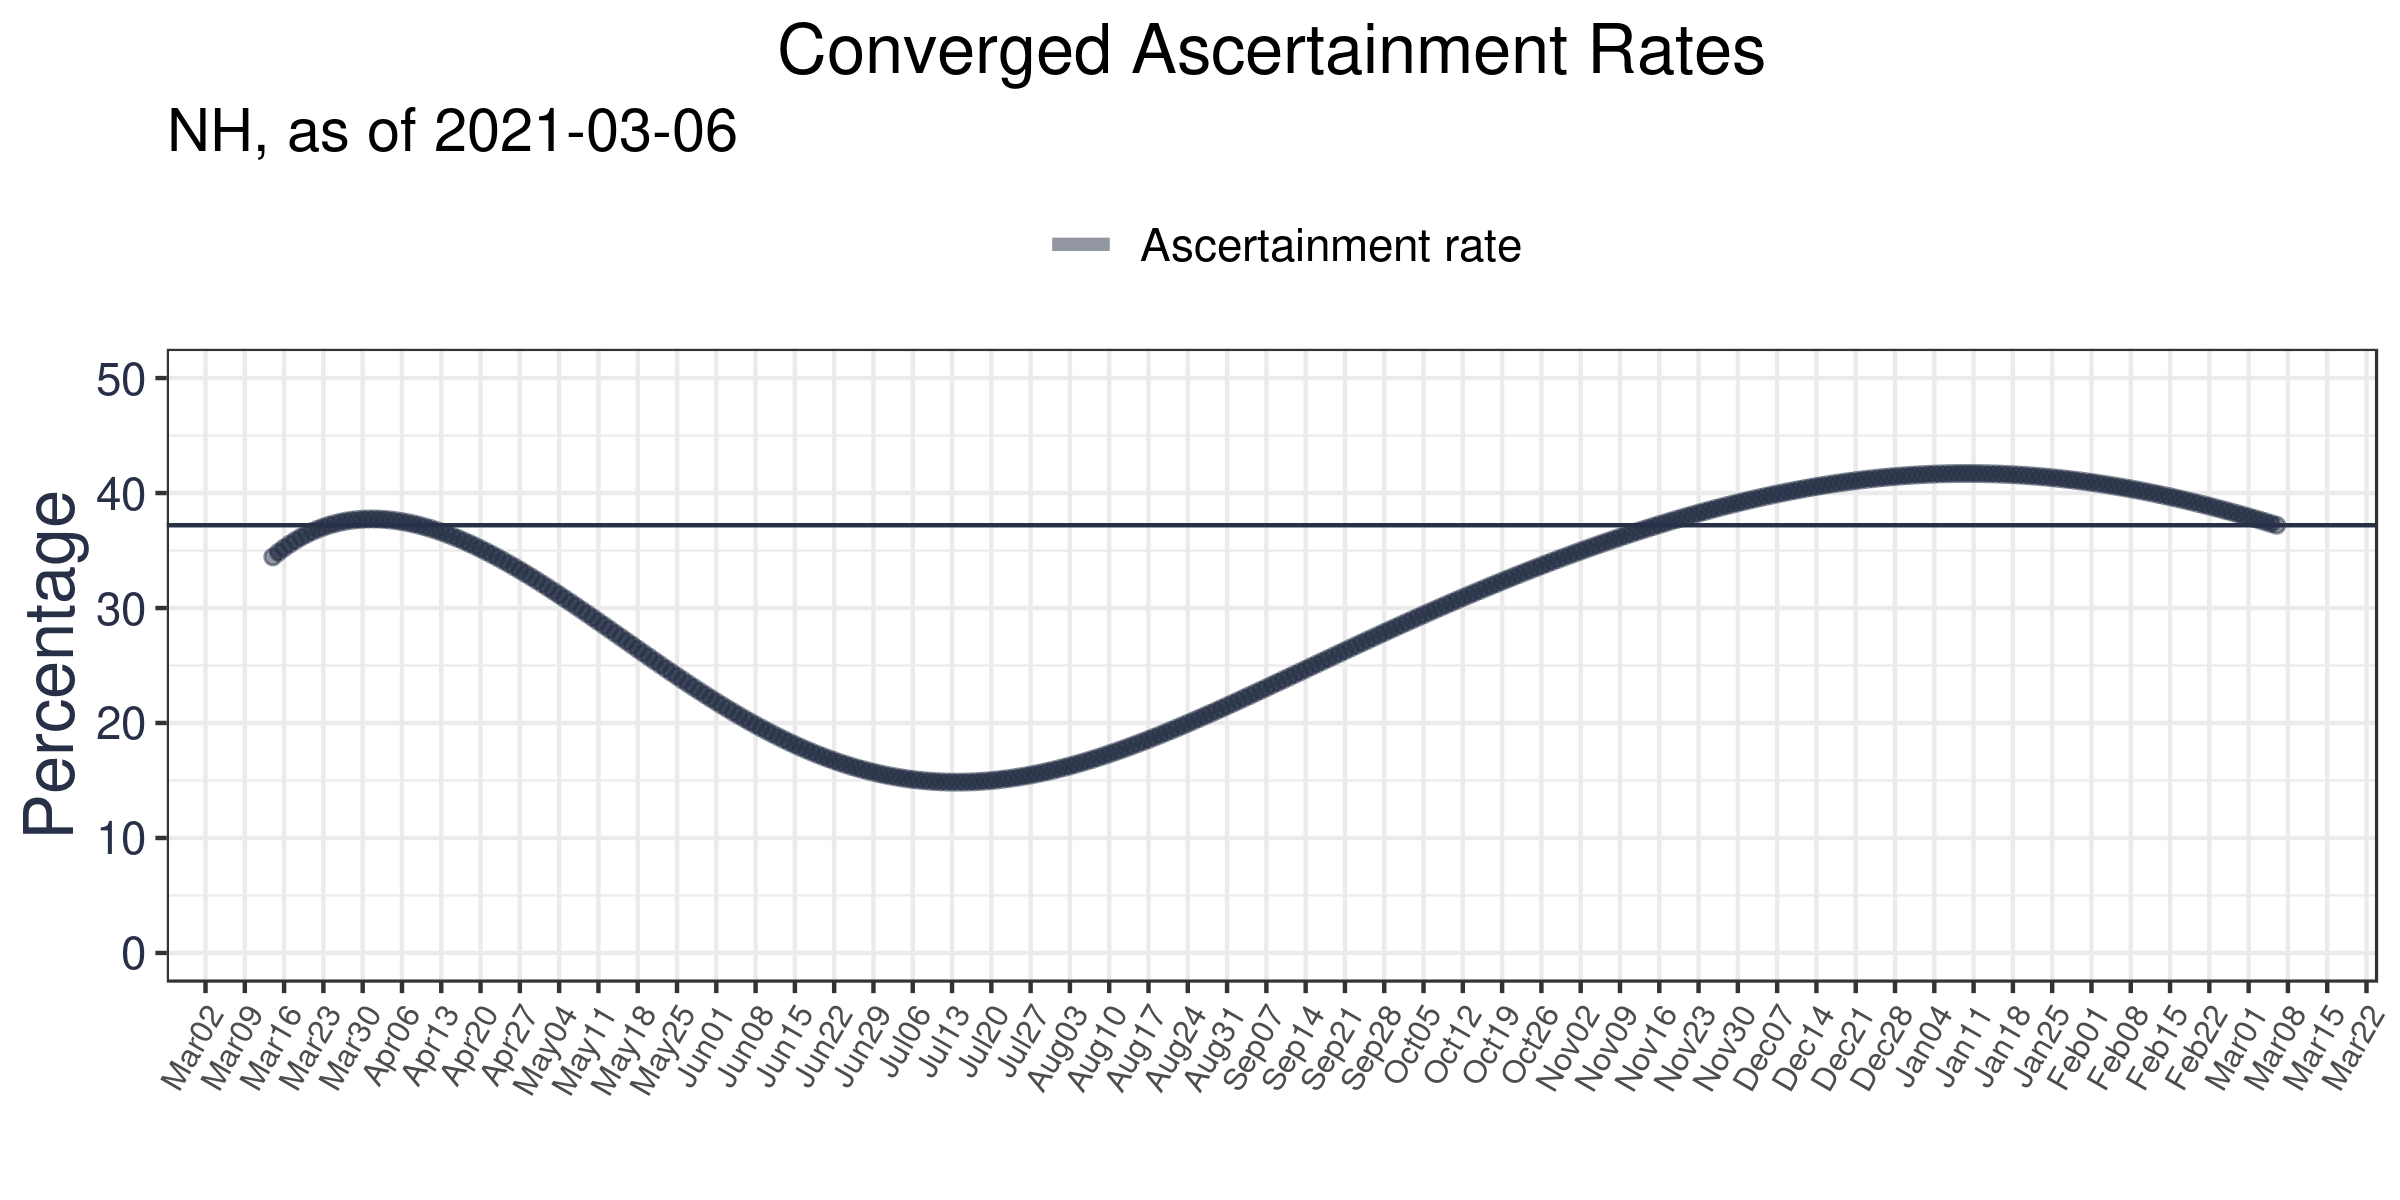 Converged Ascertainment Rates
NH, as of 2021-03-06
Ascertainment rate
Percentage
50
40
30
20
10
0
Mar02 Mar09 Mar16 Mar23 Mar30 Apr06 Apr13 Apr20 Apr27 May04 May11 May18 May25 Jun01 Jun08 Jun15 Jun22 Jun29 Jul06 Jul13 Jul20 Jul27 Aug03 Aug10 Aug17 Aug24 Aug31 Sep07 Sep14 Sep21 Sep28 Oct05 Oct12 Oct19 Oct26 Nov02 Nov09 Nov16 Nov23 Nov30 Dec07 Dec14 Dec21 Dec28 Jan04 Jan11 Jan18 Jan25 Feb01 Feb08 Feb15 Feb22 Mar01 Mar08 Mar15 Mar22